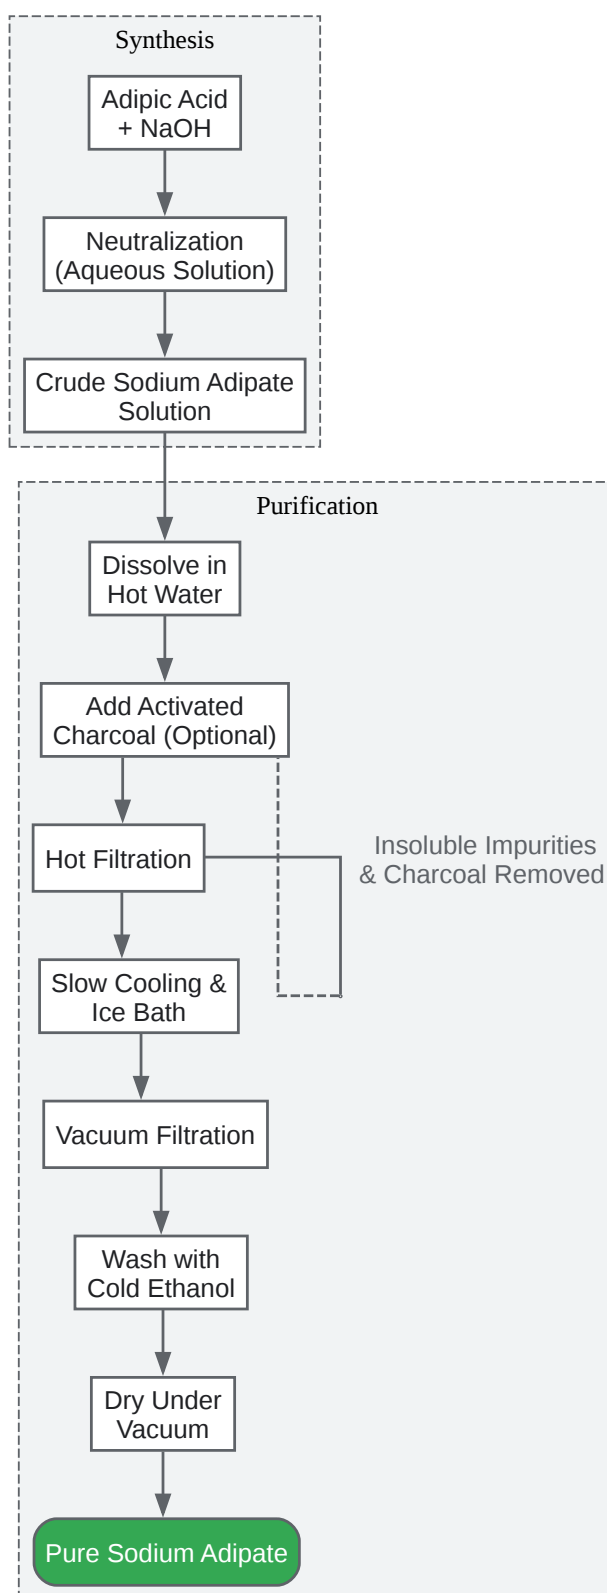 Synthesis
Adipic Acid
+ NaOH
Neutralization
(Aqueous Solution)
Crude Sodium Adipate
Solution
Purification
Dissolve in
Hot Water
Add Activated
Charcoal (Optional)
Hot Filtration
Insoluble Impurities
& Charcoal Removed
Slow Cooling &
Ice Bath
Vacuum Filtration
Wash with
Cold Ethanol
Dry Under
Vacuum
Pure Sodium Adipate